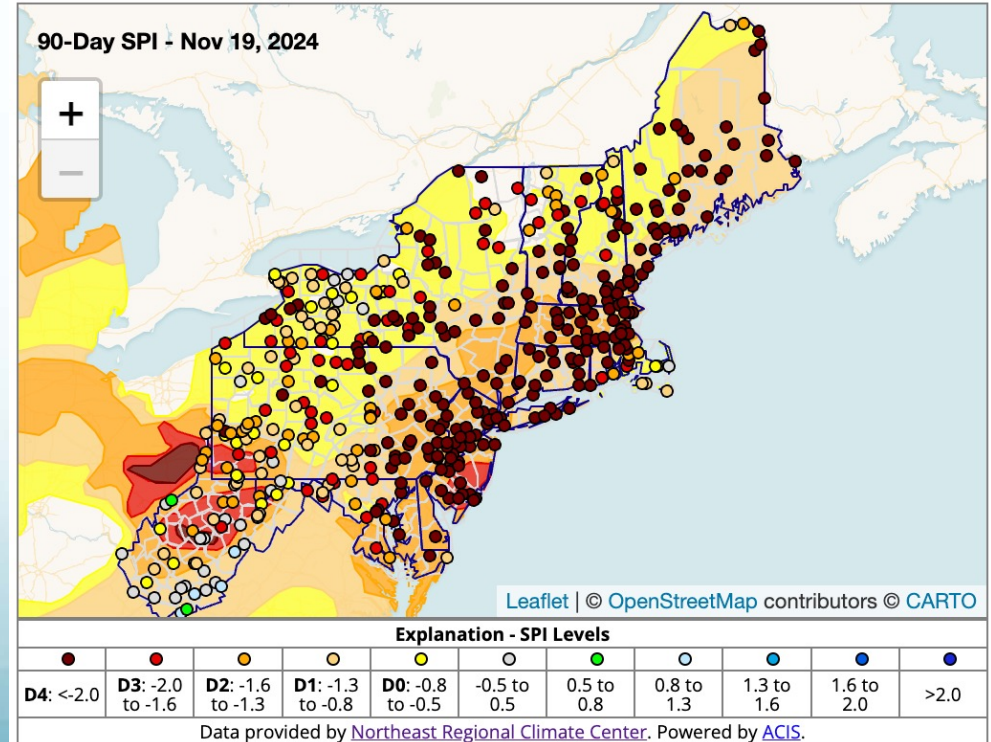 90-Day SPI - Nov 19, 2024
+
−
Leaflet | © OpenStreetMap contributors © CARTO
Explanation - SPI Levels
D4: <-2.0
D3: -2.0 to -1.6
D2: -1.6 to -1.3
D1: -1.3 to -0.8
D0: -0.8 to -0.5
-0.5 to 0.5
0.5 to 0.8
0.8 to 1.3
1.3 to 1.6
1.6 to 2.0
>2.0
Data provided by Northeast Regional Climate Center. Powered by ACIS.